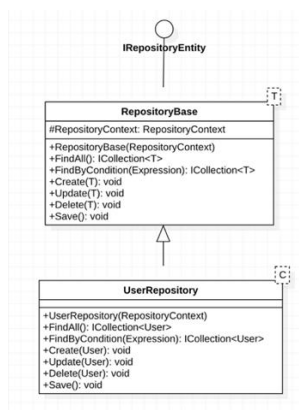 IRepositoryEntity
T
RepositoryBase
#RepositoryContext: RepositoryContext
+RepositoryBase(RepositoryContext)
+FindAll(): ICollection<T>
+FindByCondition(Expression): ICollection<T>
+Create(T): void
+Update(T): void
+Delete(T): void
+Save(): void
C
UserRepository
+UserRepository(RepositoryContext)
+FindAll(): ICollection<User>
+FindByCondition(Expression): ICollection<User>
+Create(User): void
+Update(User): void
+Delete(User): void
+Save(): void